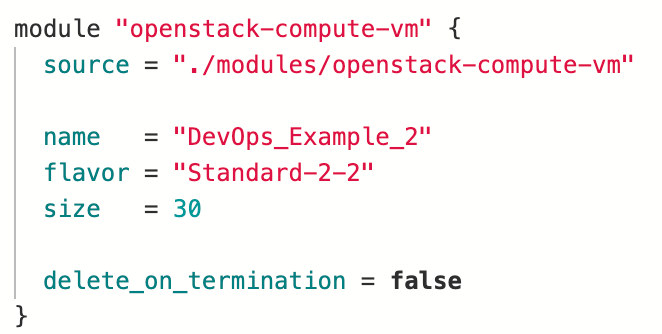 module "openstack-compute-vm" {
  source = "./modules/openstack-compute-vm"
  name   = "DevOps_Example_2"
  flavor = "Standard-2-2"
  size   = 30
  delete_on_termination = false
}